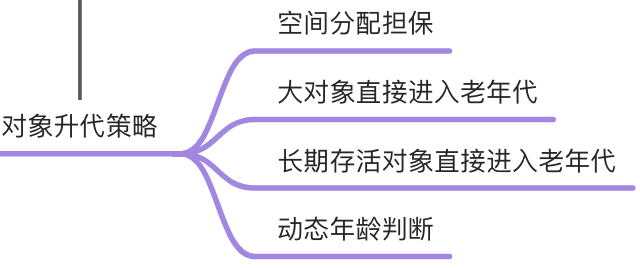 空间分配担保
大对象直接进入老年代
对象升代策略
长期存活对象直接进入老年代
动态年龄判断